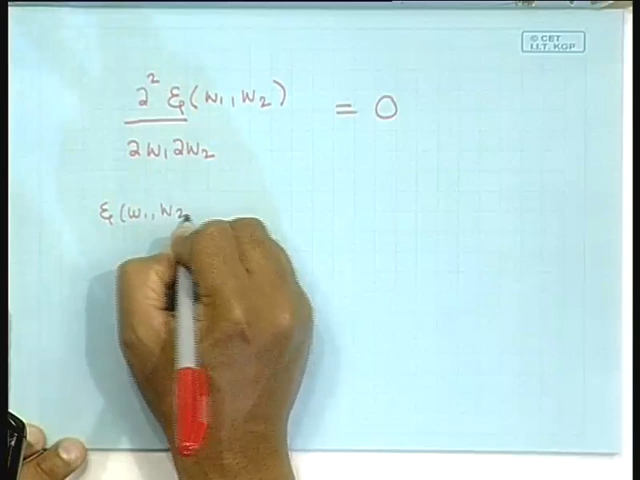 © CET
I.I.T. KGP
∂² ξ(w₁, w₂)
———— = 0
∂w₁ ∂w₂
ξ(w₁, w₂